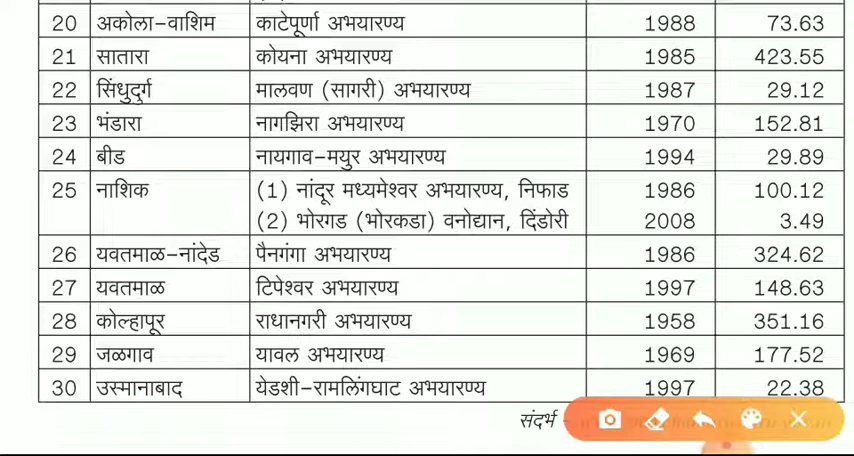 20 अकोला-वाशिम काटेपूर्णा अभयारण्य 1988 73.63
21 सातारा कोयना अभयारण्य 1985 423.55
22 सिंधुदुर्ग मालवण (सागरी) अभयारण्य 1987 29.12
23 भंडारा नागझिरा अभयारण्य 1970 152.81
24 बीड नायगाव-मयुर अभयारण्य 1994 29.89
25 नाशिक (1) नांदूर मध्यमेश्वर अभयारण्य, निफाड 1986 100.12
(2) भोरगड (भोरकडा) वनोद्यान, दिंडोरी 2008 3.49
26 यवतमाळ-नांदेड पैनगंगा अभयारण्य 1986 324.62
27 यवतमाळ टिपेश्वर अभयारण्य 1997 148.63
28 कोल्हापूर राधानगरी अभयारण्य 1958 351.16
29 जळगाव यावल अभयारण्य 1969 177.52
30 उस्मानाबाद येडशी-रामलिंगघाट अभयारण्य 1997 22.38
संदर्भ -